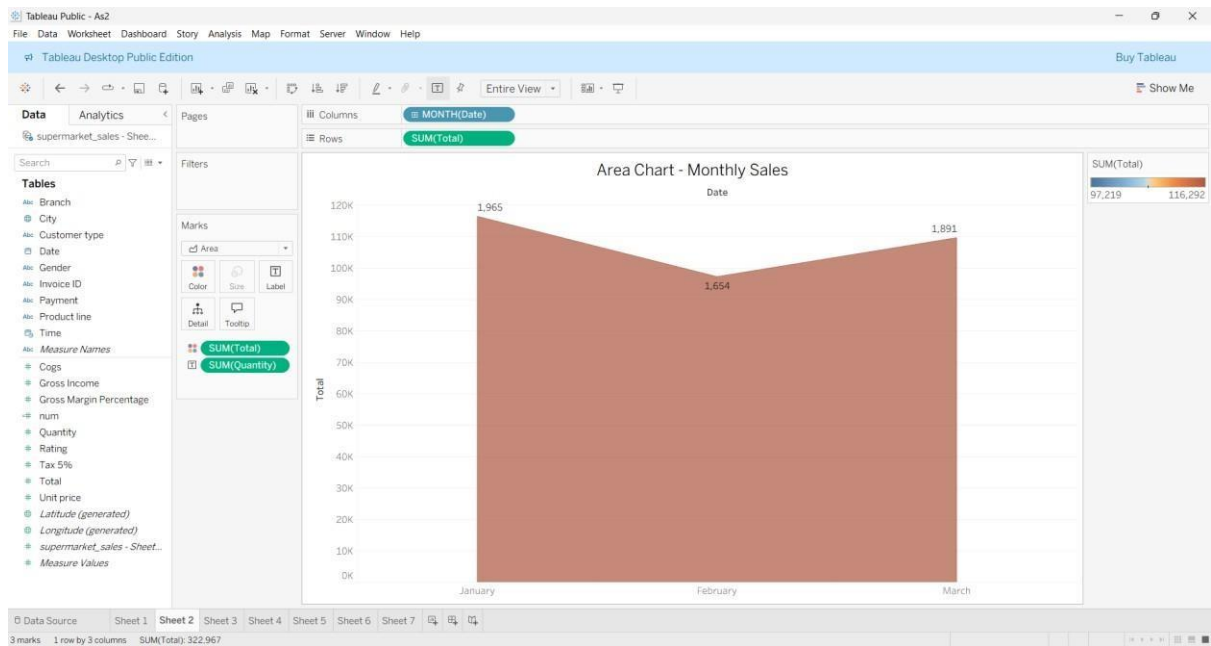 Tableau Public - As2
File Data Worksheet Dashboard Story Analysis Map Format Server Window Help
Tableau Desktop Public Edition
Buy Tableau
Entire View
Show Me
Data Analytics
supermarket_sales - Shee...
Search
Tables
Abc Branch
City
Abc Customer type
Date
Abc Gender
Abc Invoice ID
Abc Payment
Abc Product line
Time
Abc Measure Names
# Cogs
# Gross Income
# Gross Margin Percentage
=# num
# Quantity
# Rating
# Tax 5%
# Total
# Unit price
Latitude (generated)
Longitude (generated)
# supermarket_sales - Sheet...
# Measure Values
Pages
Filters
Marks
Area
Color Size Label
Detail Tooltip
SUM(Total)
SUM(Quantity)
Columns MONTH(Date)
Rows SUM(Total)
Area Chart - Monthly Sales
Date
120K
110K
100K
90K
80K
70K
60K
50K
40K
30K
20K
10K
0K
Total
1,965
1,654
1,891
January February March
SUM(Total)
97,219 116,292
Data Source Sheet 1 Sheet 2 Sheet 3 Sheet 4 Sheet 5 Sheet 6 Sheet 7
3 marks 1 row by 3 columns SUM(Total): 322,967